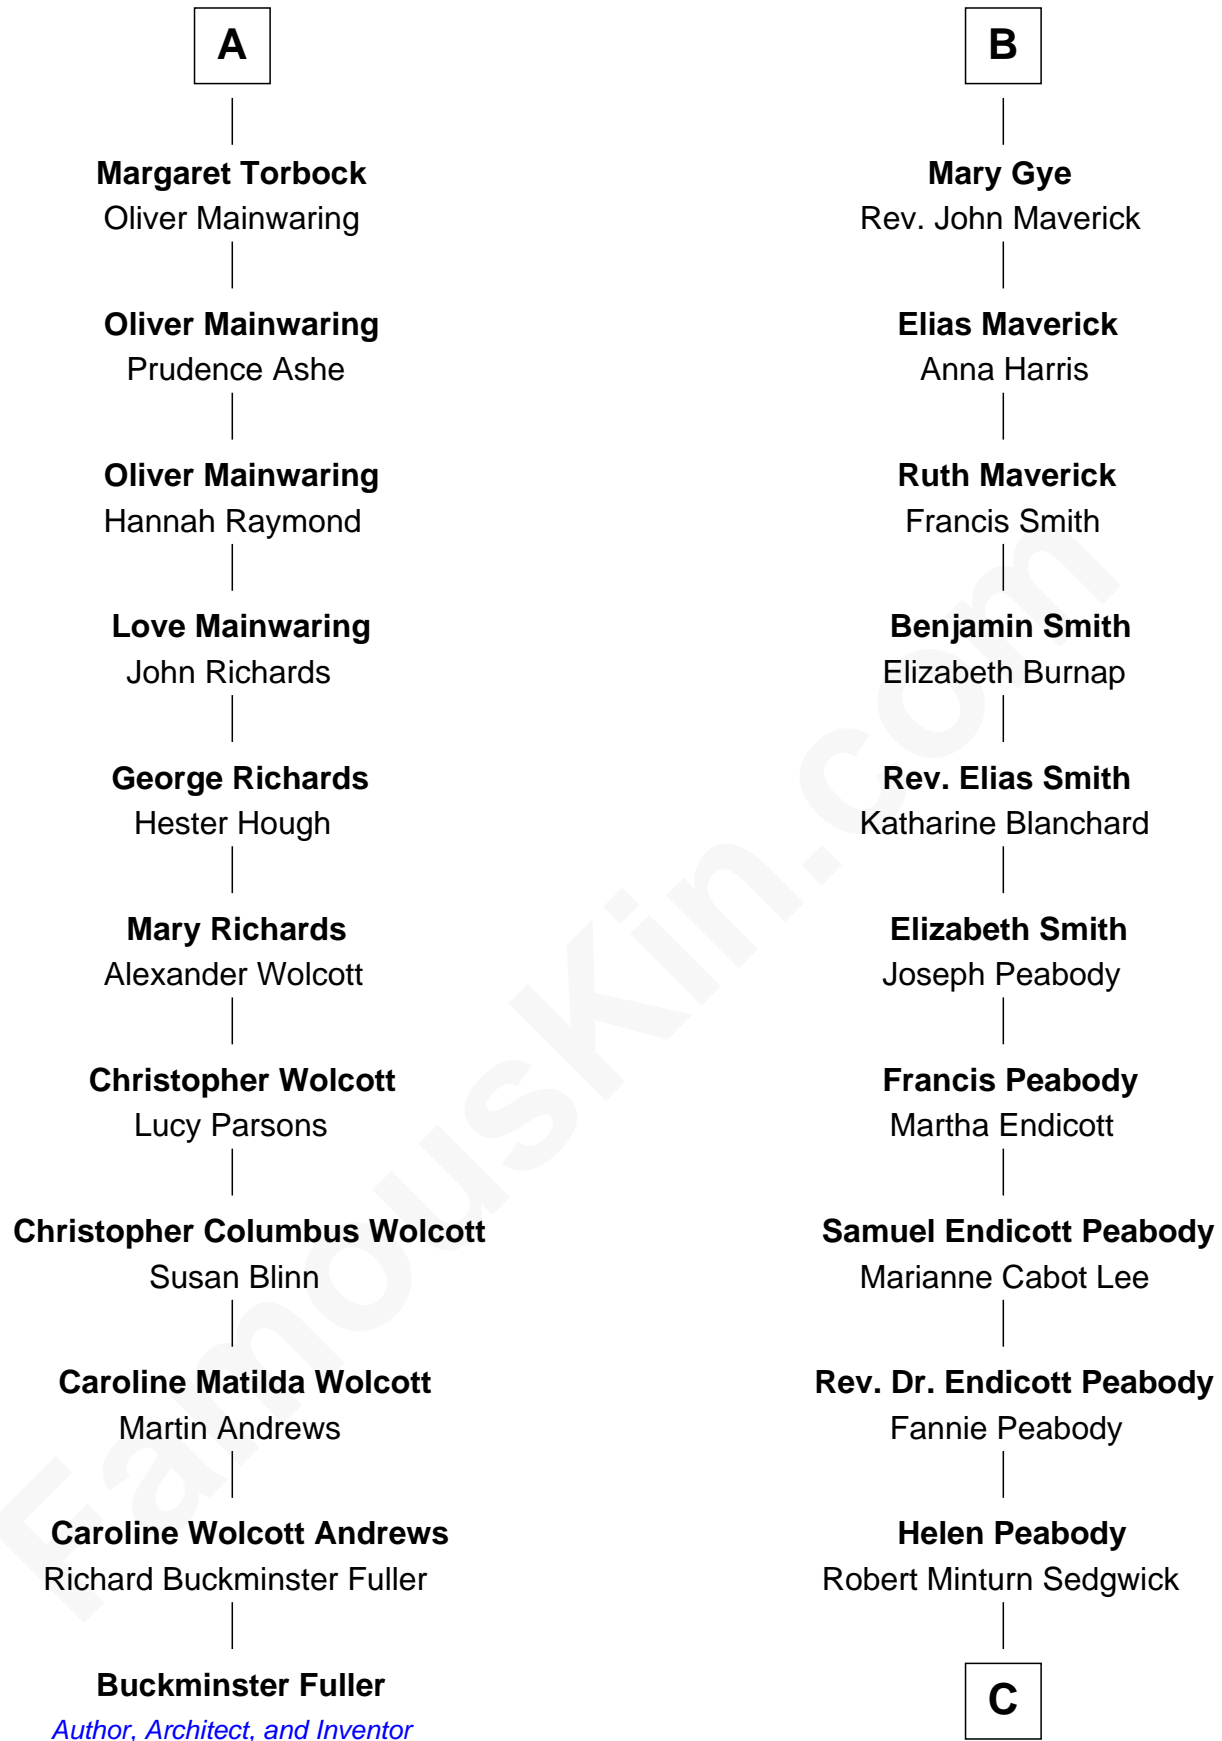 A
Margaret Torbock
Oliver Mainwaring
Oliver Mainwaring
Prudence Ashe
Oliver Mainwaring
Hannah Raymond
Love Mainwaring
John Richards
George Richards
Hester Hough
Mary Richards
Alexander Wolcott
Christopher Wolcott
Lucy Parsons
Christopher Columbus Wolcott
Susan Blinn
Caroline Matilda Wolcott
Martin Andrews
Caroline Wolcott Andrews
Richard Buckminster Fuller
Buckminster Fuller
Author, Architect, and Inventor
B
Mary Gye
Rev. John Maverick
Elias Maverick
Anna Harris
Ruth Maverick
Francis Smith
Benjamin Smith
Elizabeth Burnap
Rev. Elias Smith
Katharine Blanchard
Elizabeth Smith
Joseph Peabody
Francis Peabody
Martha Endicott
Samuel Endicott Peabody
Marianne Cabot Lee
Rev. Dr. Endicott Peabody
Fannie Peabody
Helen Peabody
Robert Minturn Sedgwick
C
FamousKin.com